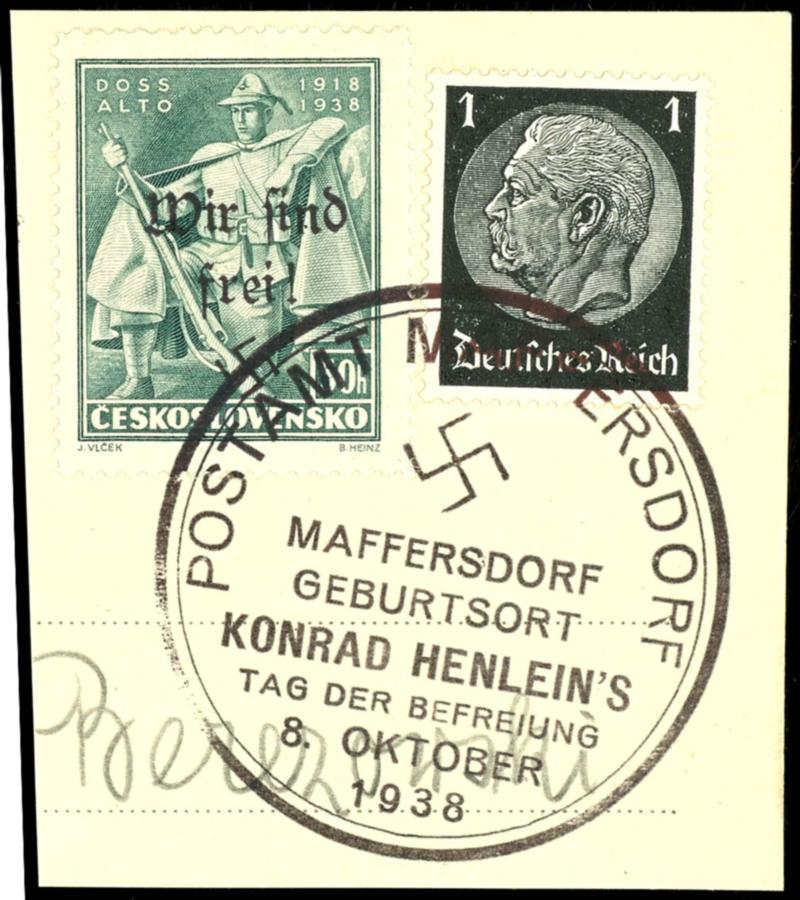 DOSS 1918
ALTO 1938
Wir sind
frei!
ČESKOSLOVENSKO
J. VLČEK B. HEINZ
1 1
Deutsches Reich
POSTAMT MAFFERSDORF
MAFFERSDORF
GEBURTSORT
KONRAD HENLEIN'S
TAG DER BEFREIUNG
8. OKTOBER
1938